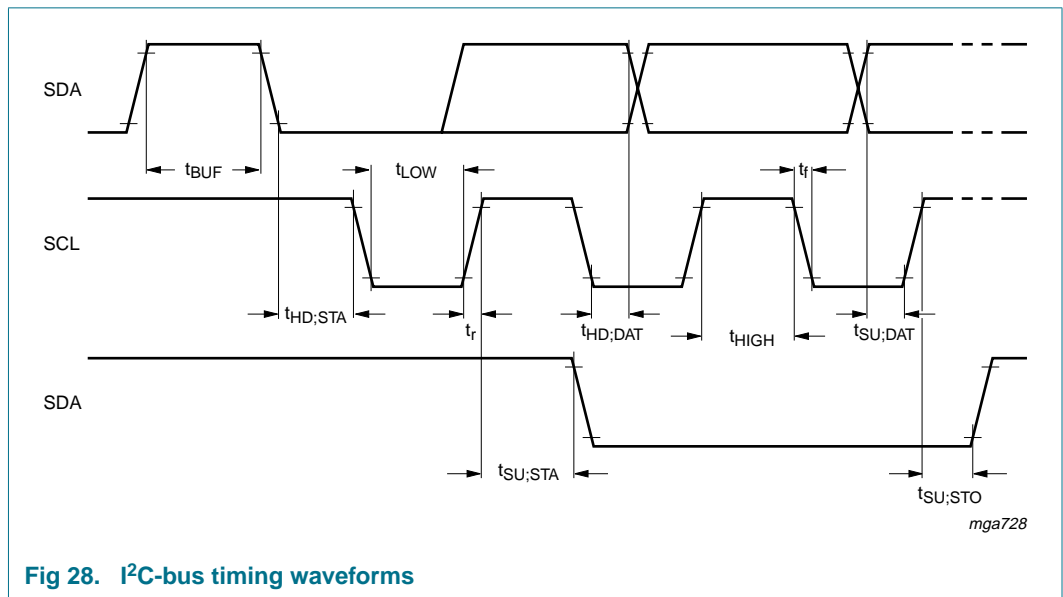 SDA
tBUF
tLOW
tf
SCL
tHD;STA
tr
tHD;DAT
tHIGH
tSU;DAT
SDA
tSU;STA
tSU;STO
mga728
Fig 28. I²C-bus timing waveforms